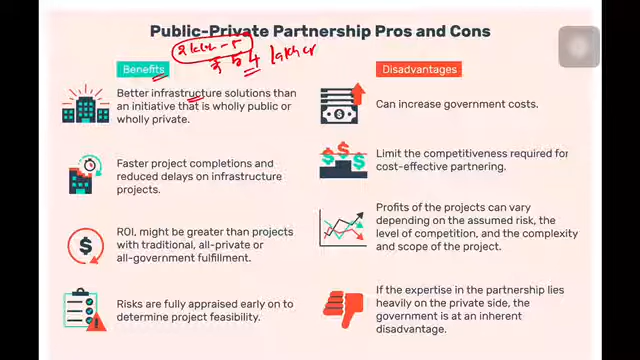 Public-Private Partnership Pros and Cons
Benefits
Better infrastructure solutions than
an initiative that is wholly public or
wholly private.
Faster project completions and
reduced delays on infrastructure
projects.
ROI, might be greater than projects
with traditional, all-private or
all-government fulfillment.
Risks are fully appraised early on to
determine project feasibility.
Disadvantages
Can increase government costs.
Limit the competitiveness required for
cost-effective partnering.
Profits of the projects can vary
depending on the assumed risk, the
level of competition, and the complexity
and scope of the project.
If the expertise in the partnership lies
heavily on the private side, the
government is at an inherent
disadvantage.